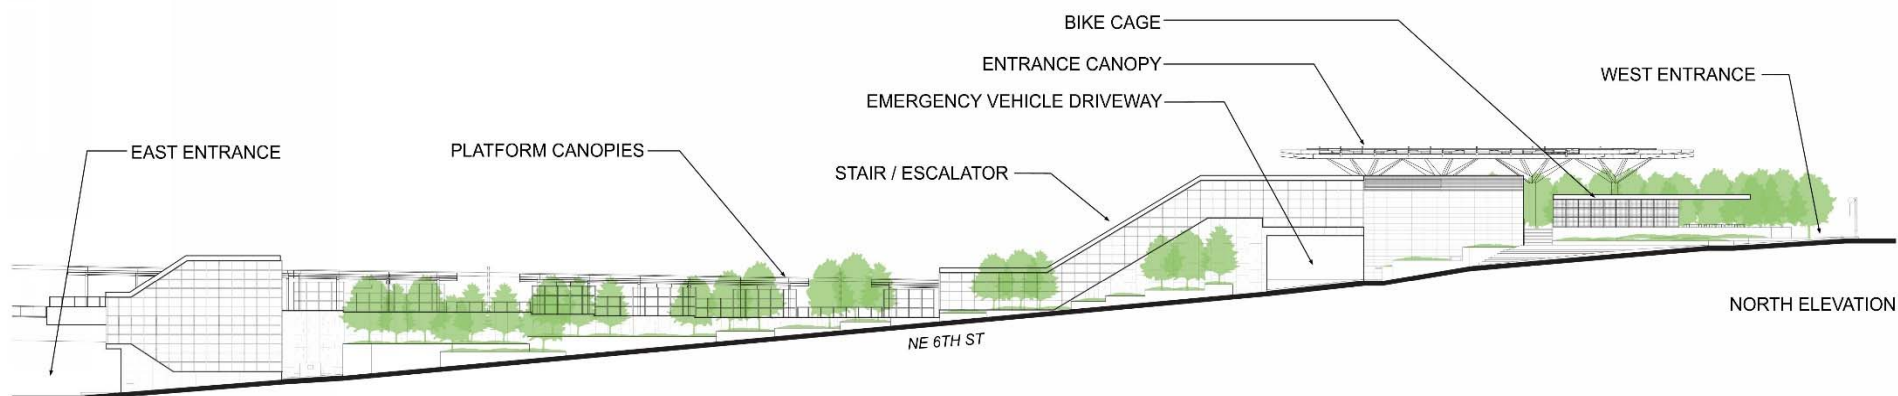 BIKE CAGE
ENTRANCE CANOPY
WEST ENTRANCE
EMERGENCY VEHICLE DRIVEWAY
EAST ENTRANCE
PLATFORM CANOPIES
STAIR / ESCALATOR
NORTH ELEVATION
NE 6TH ST